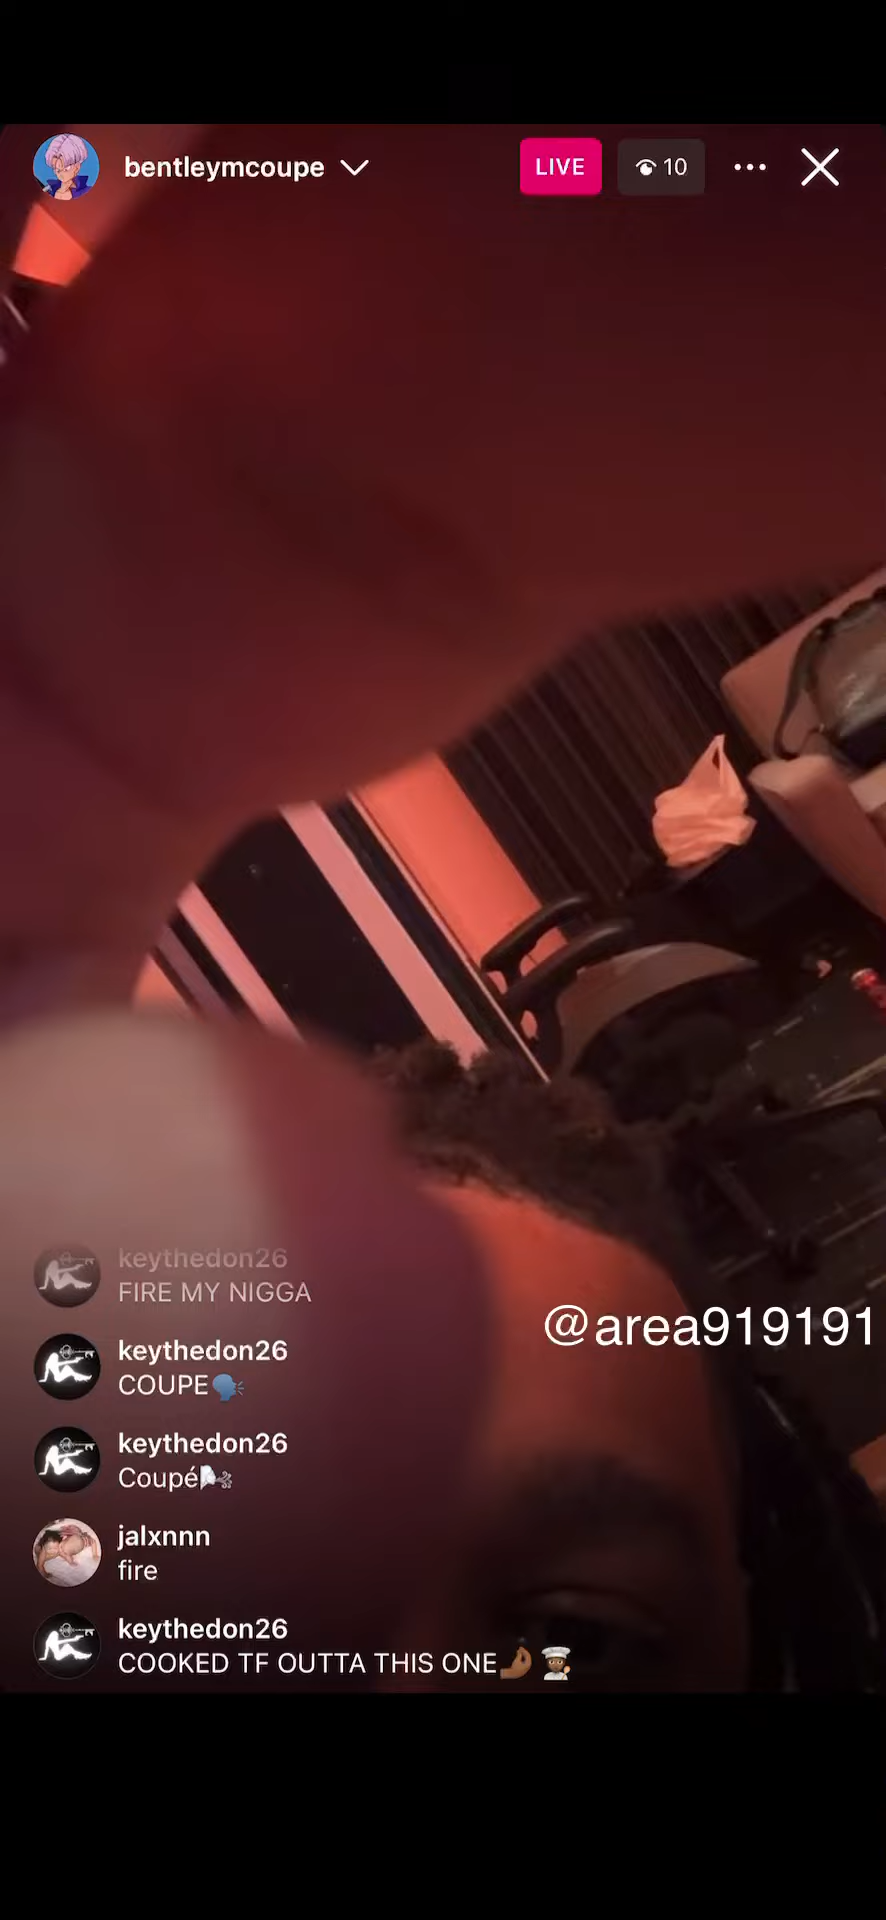 bentleymcoupe
LIVE
10
keythedon26
FIRE MY NIGGA
@area919191
keythedon26
COUPE🗣️
keythedon26
Coupé🌬️
jalxnnn
fire
keythedon26
COOKED TF OUTTA THIS ONE🤌🏾👨🏾‍🍳